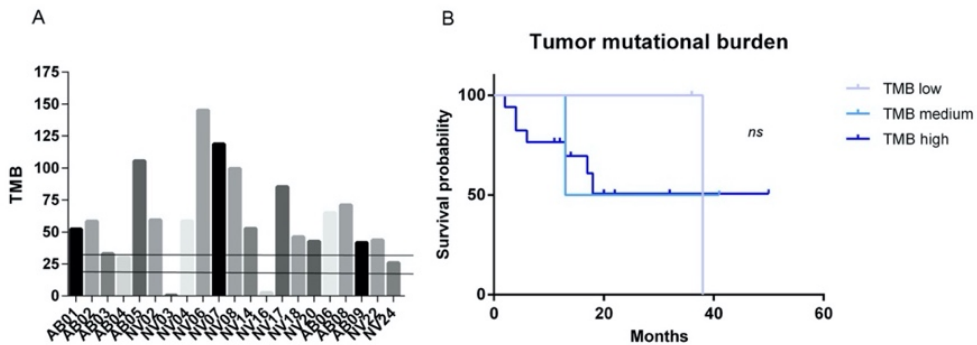 A
TMB
175
150
125
100
75
50
25
0
AB01
AB02
AB03
AB04
AB05
NV02
NV03
NV04
NV06
NV07
NV08
NV14
NV16
NV17
NV18
NV20
AB06
AB08
AB09
NV22
NV24
B
Tumor mutational burden
Survival probability
100
50
0
0 20 40 60
Months
ns
TMB low
TMB medium
TMB high